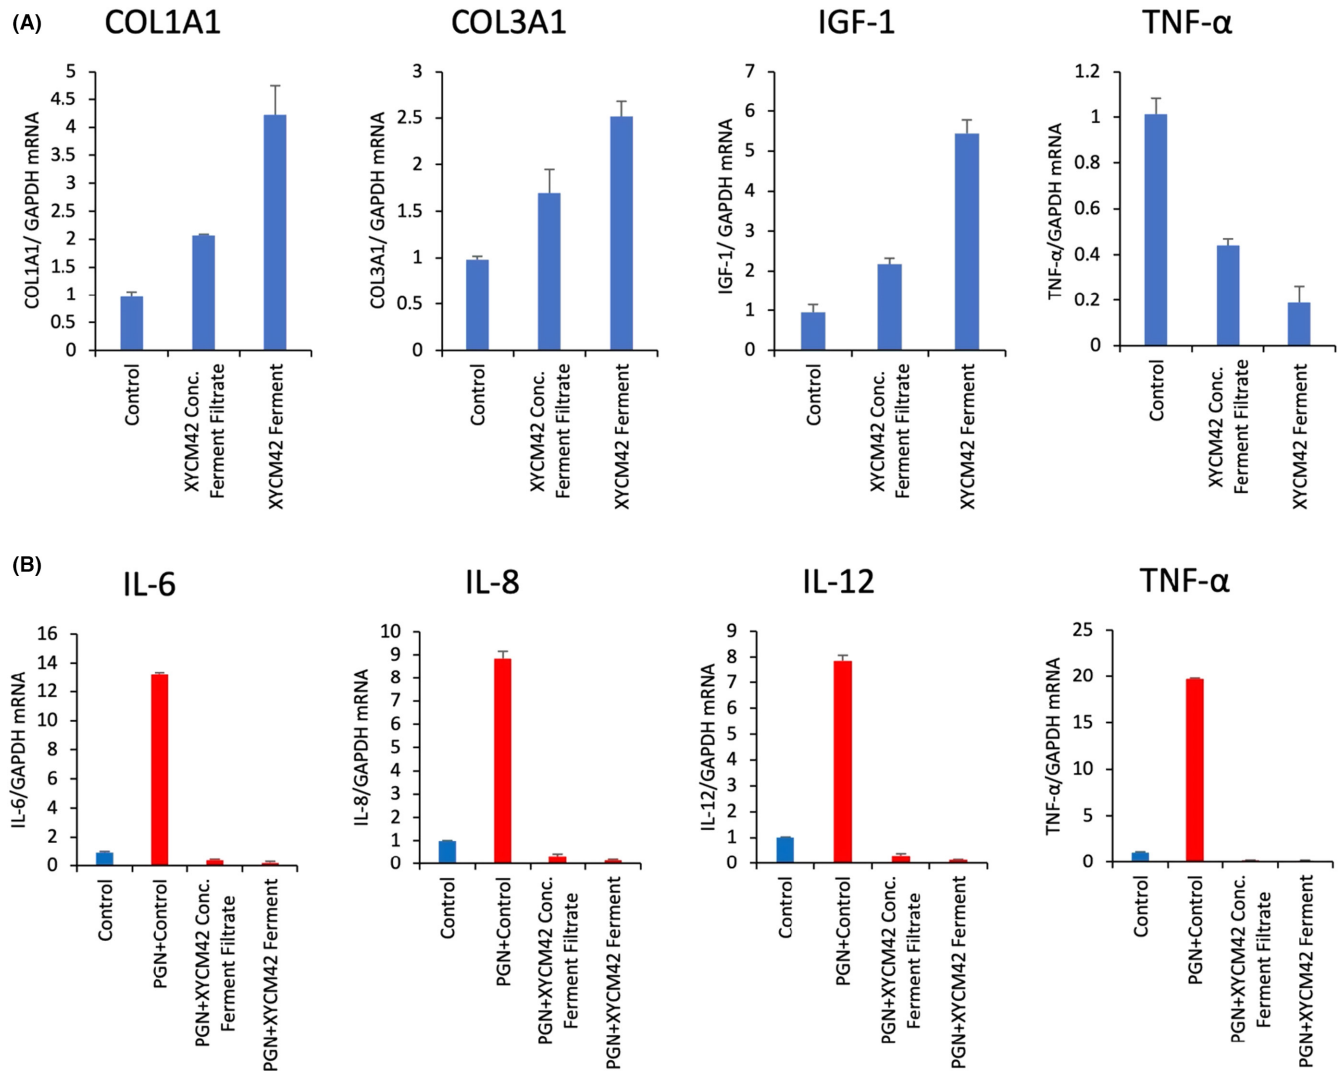 (A)
COL1A1
COL3A1
IGF-1
TNF-α
COL1A1/ GAPDH mRNA
5
4.5
4
3.5
3
2.5
2
1.5
1
0.5
0
Control
XYCM42 Conc.
Ferment Filtrate
XYCM42 Ferment
COL3A1/ GAPDH mRNA
3
2.5
2
1.5
1
0.5
0
Control
XYCM42 Conc.
Ferment Filtrate
XYCM42 Ferment
IGF-1/ GAPDH mRNA
7
6
5
4
3
2
1
0
Control
XYCM42 Conc.
Ferment Filtrate
XYCM42 Ferment
TNF-α/GAPDH mRNA
1.2
1
0.8
0.6
0.4
0.2
0
Control
XYCM42 Conc.
Ferment Filtrate
XYCM42 Ferment
(B)
IL-6
IL-8
IL-12
TNF-α
IL-6/GAPDH mRNA
16
14
12
10
8
6
4
2
0
Control
PGN+Control
PGN+XYCM42 Conc.
Ferment Filtrate
PGN+XYCM42 Ferment
IL-8/GAPDH mRNA
10
9
8
7
6
5
4
3
2
1
0
Control
PGN+Control
PGN+XYCM42 Conc.
Ferment Filtrate
PGN+XYCM42 Ferment
IL-12/GAPDH mRNA
9
8
7
6
5
4
3
2
1
0
Control
PGN+Control
PGN+XYCM42 Conc.
Ferment Filtrate
PGN+XYCM42 Ferment
TNF-α/GAPDH mRNA
25
20
15
10
5
0
Control
PGN+Control
PGN+XYCM42 Conc.
Ferment Filtrate
PGN+XYCM42 Ferment